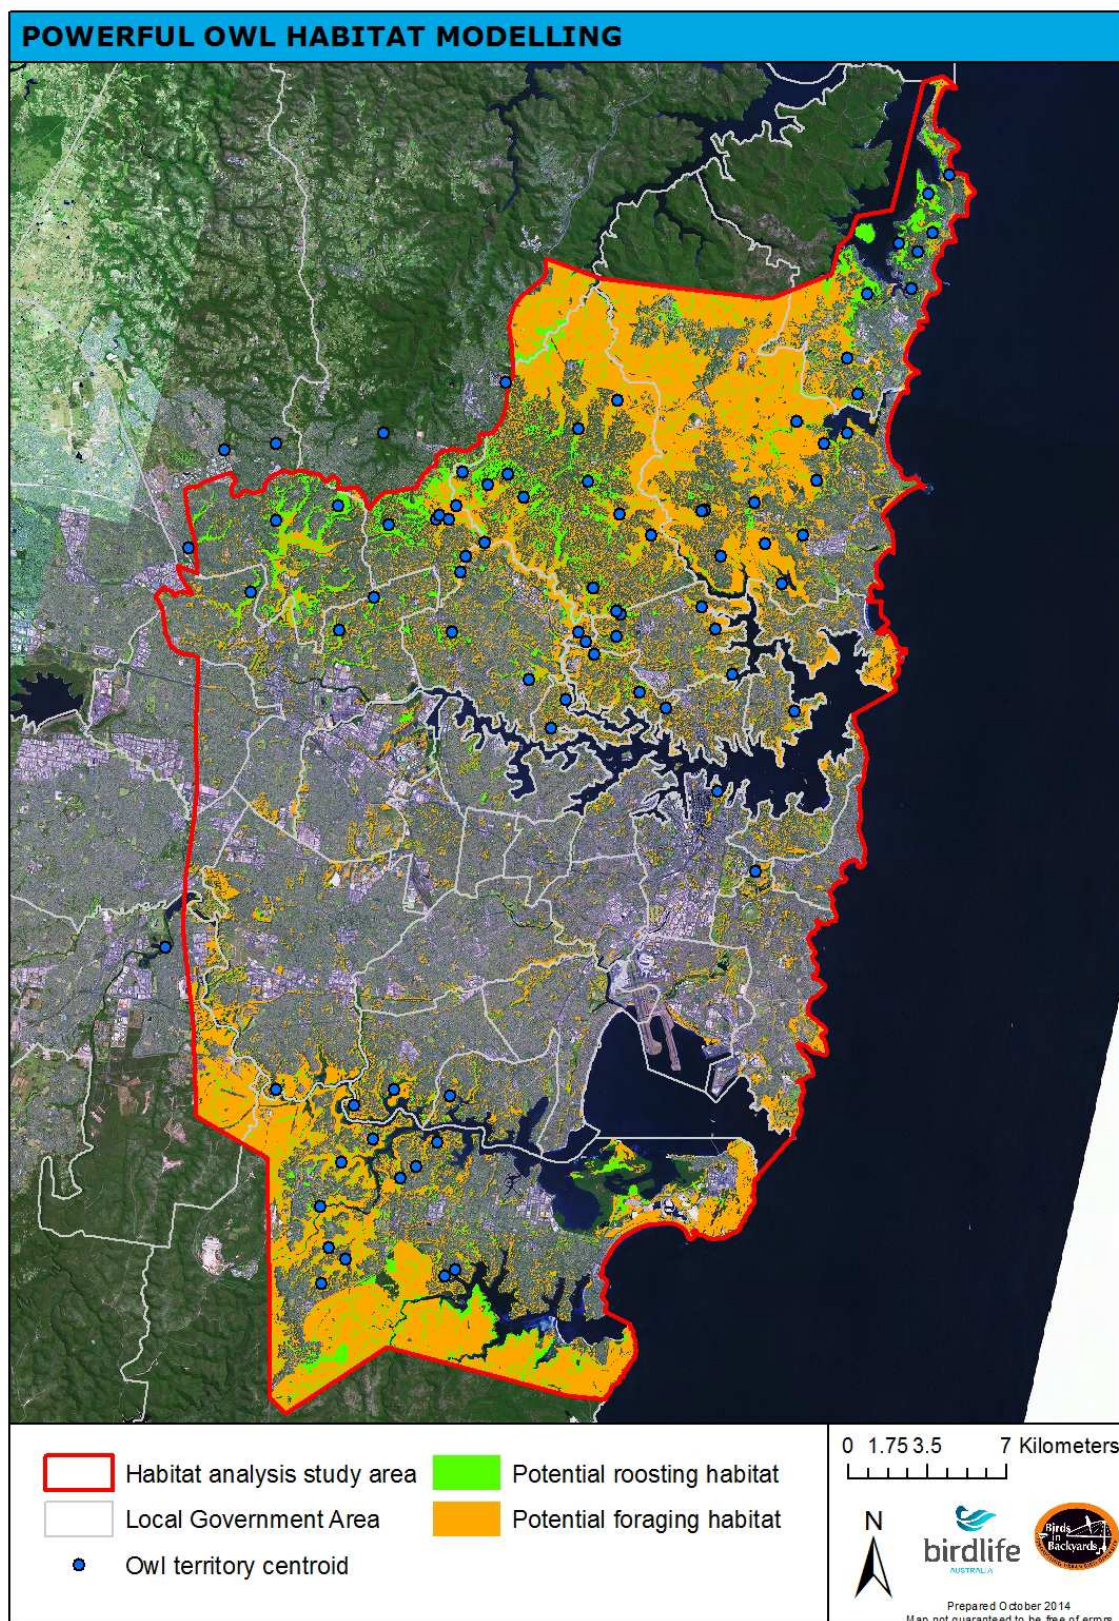 POWERFUL OWL HABITAT MODELLING
Habitat analysis study area
Local Government Area
Owl territory centroid
Potential roosting habitat
Potential foraging habitat
0 1.75 3.5 7 Kilometers
N
birdlife
AUSTRALIA
Birds
in
Backyards
Prepared October 2014
Map not guaranteed to be free of errors